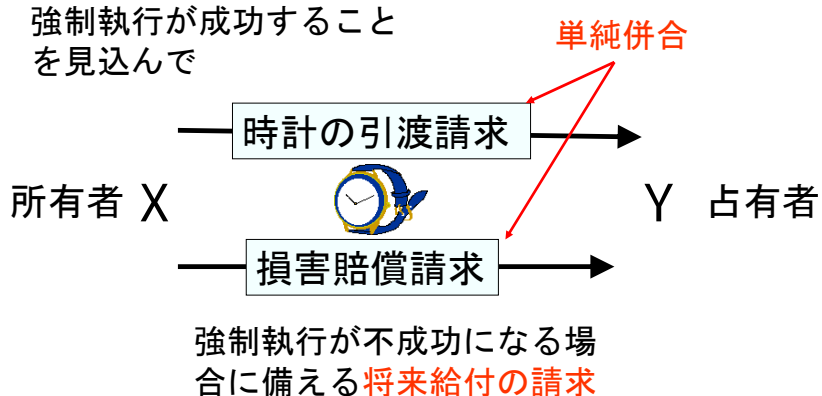 強制執行が成功すること
を見込んで
単純併合
時計の引渡請求
所有者 X
Y 占有者
損害賠償請求
強制執行が不成功になる場
合に備える将来給付の請求